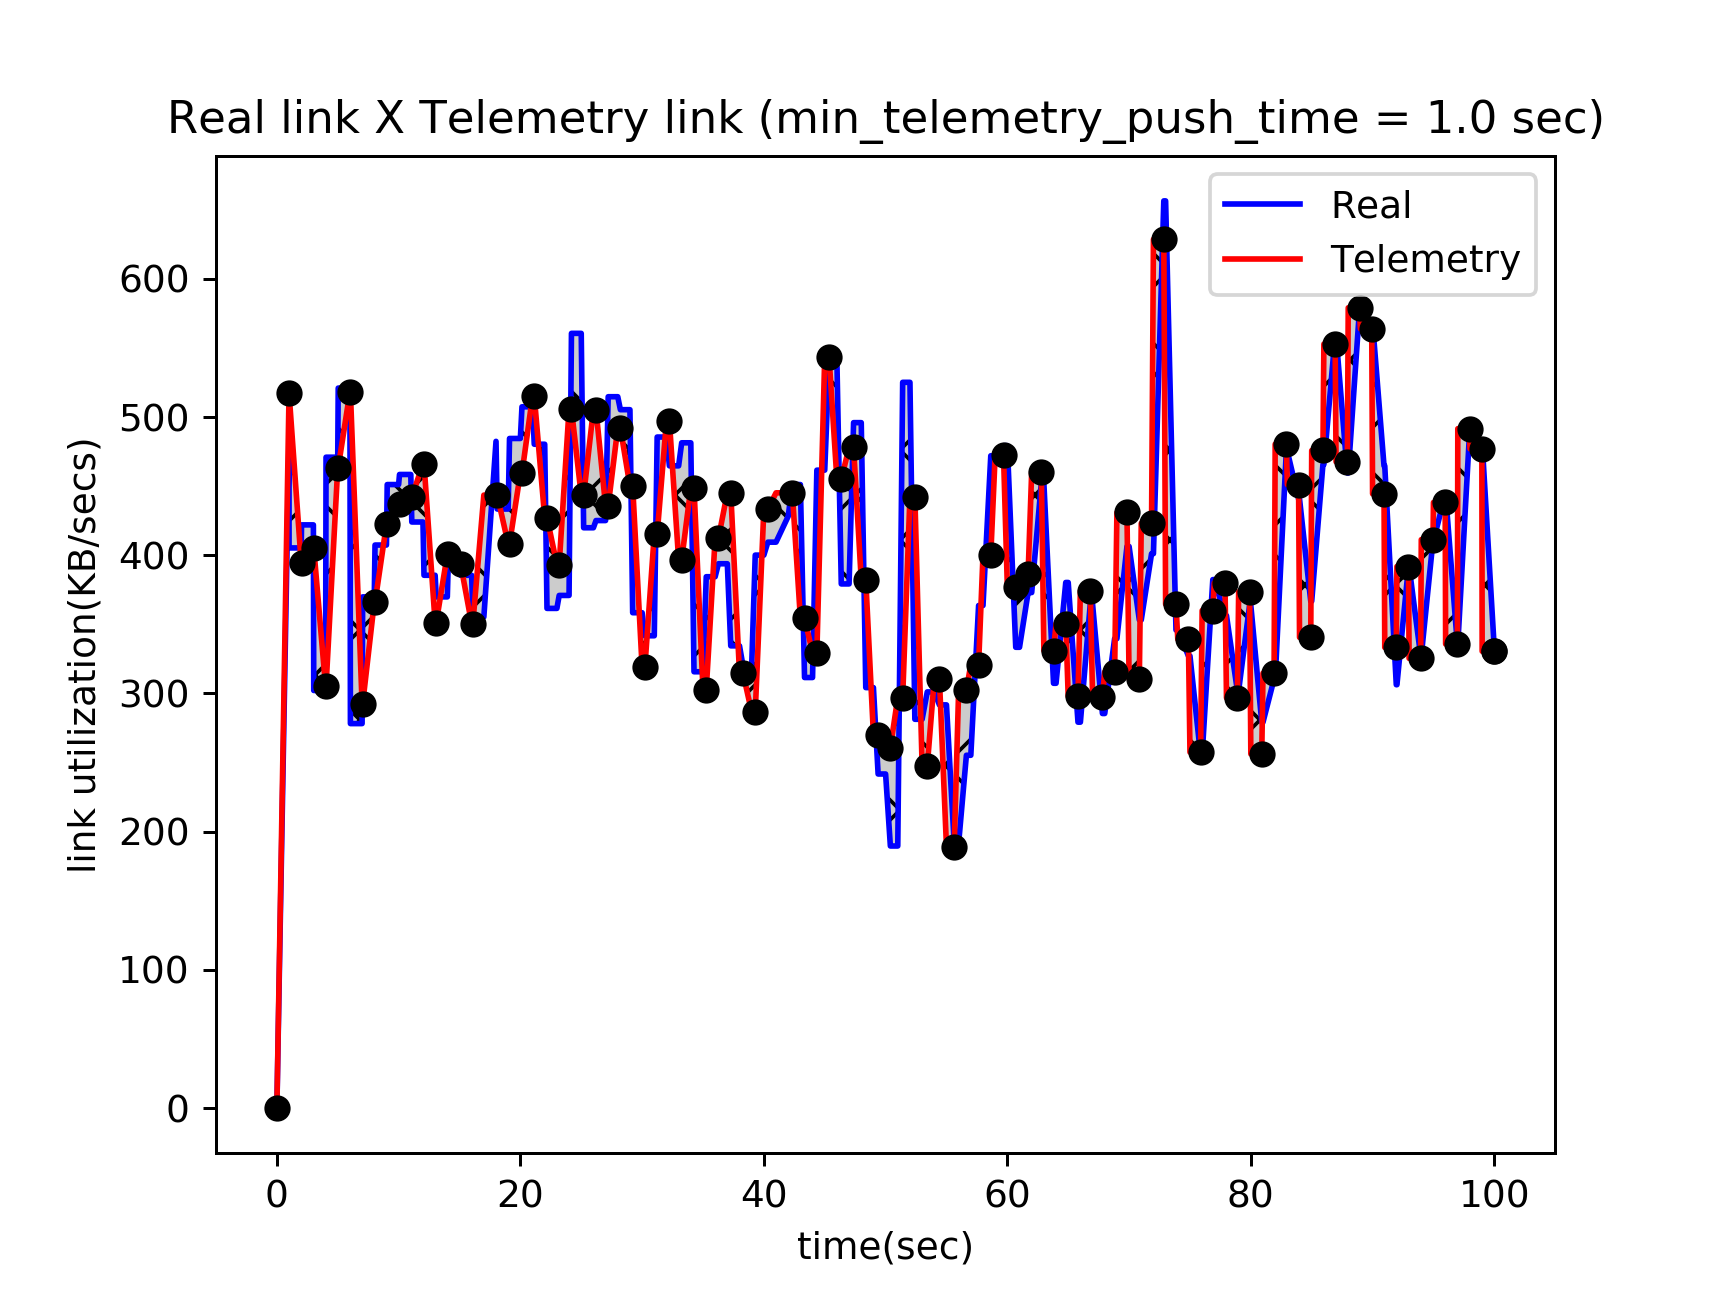 Real link X Telemetry link (min_telemetry_push_time = 1.0 sec)
Real
Telemetry
link utilization(KB/secs)
600
500
400
300
200
100
0
0 20 40 60 80 100
time(sec)